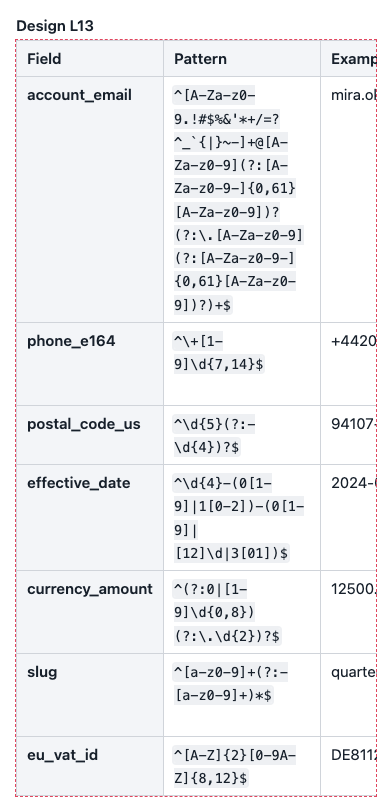 Design L13
Field Pattern
account_email ^[A-Za-z0-
9.!#$%&'*+/=?
^_`{|}~-]+@[A-
Za-z0-9](?:[A-
Za-z0-9-]{0,61}
[A-Za-z0-9])?
(?:\.[A-Za-z0-9]
(?:[A-Za-z0-9-]
{0,61}[A-Za-z0-
9])?)+$
phone_e164 ^\+[1- +4420
9]\d{7,14}$
postal_code_us ^\d{5}(?:- 94107-
\d{4})?$
effective_date ^\d{4}-(0[1- 2024-
9]|1[0-2])-(0[1-
9]|
[12]\d|3[01])$
currency_amount ^(?:0|[1- 12500.
9]\d{0,8})
(?:\.\d{2})?$
slug ^[a-z0-9]+(?:- quarte
[a-z0-9]+)*$
eu_vat_id ^[A-Z]{2}[0-9A- DE811
Z]{8,12}$